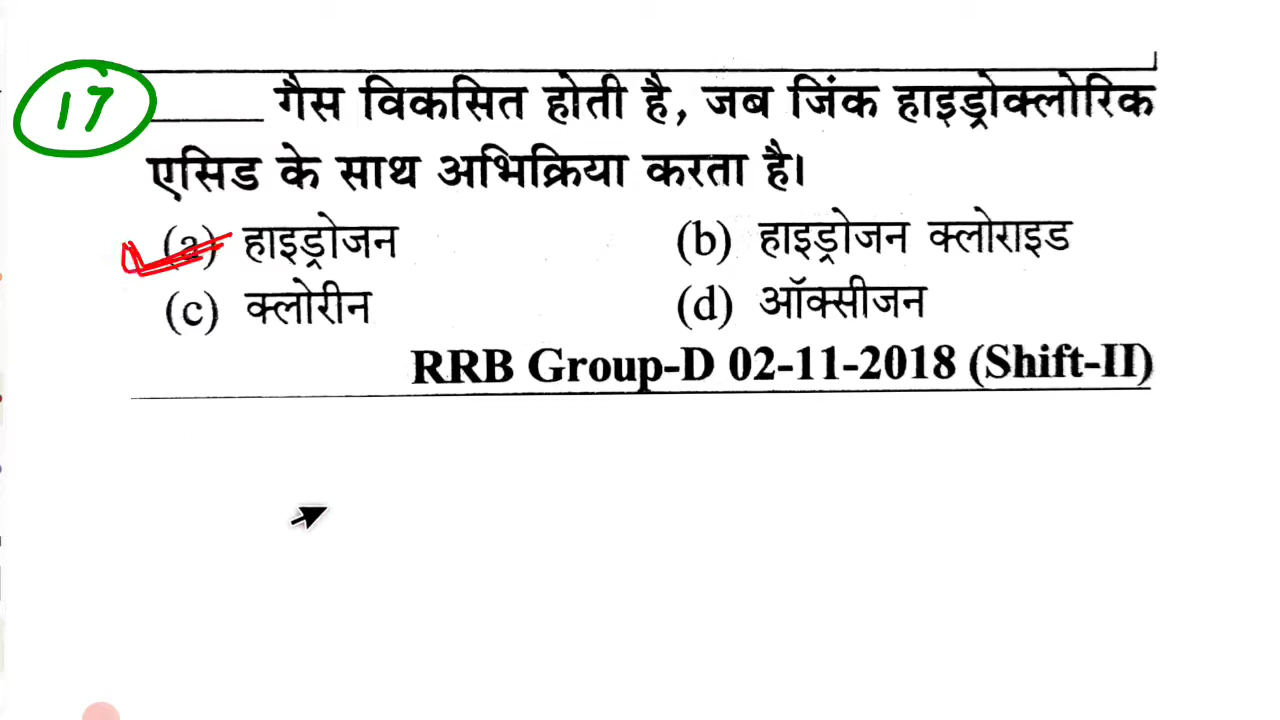 17
______ गैस विकसित होती है, जब जिंक हाइड्रोक्लोरिक
एसिड के साथ अभिक्रिया करता है।
(a) हाइड्रोजन (b) हाइड्रोजन क्लोराइड
(c) क्लोरीन (d) ऑक्सीजन
RRB Group-D 02-11-2018 (Shift-II)